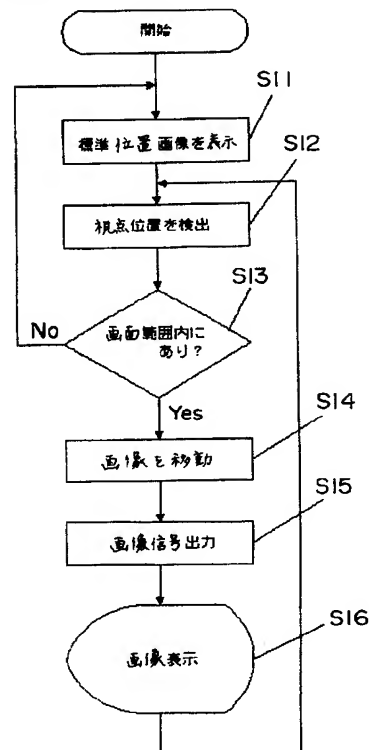 開始
S11
標準位置画像を表示
S12
視点位置を検出
S13
画面範囲内に
あり?
No
Yes
S14
画像を移動
S15
画像信号出力
S16
画像表示